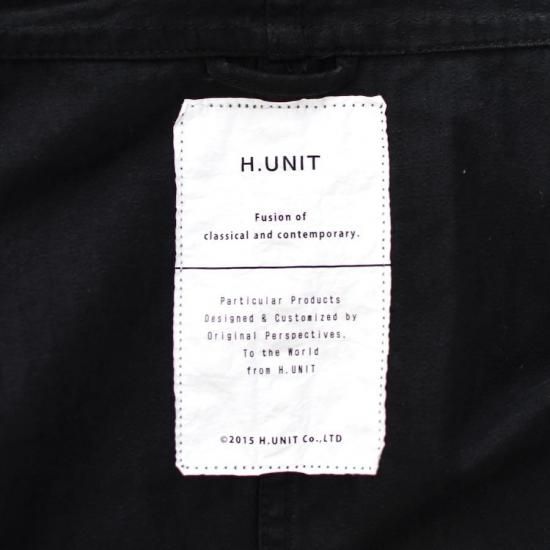 H.UNIT
Fusion of
classical and contemporary.
Particular Products
Designed & Customized by
Original Perspectives.
To the World
from H.UNIT
©2015 H.UNIT Co.,LTD